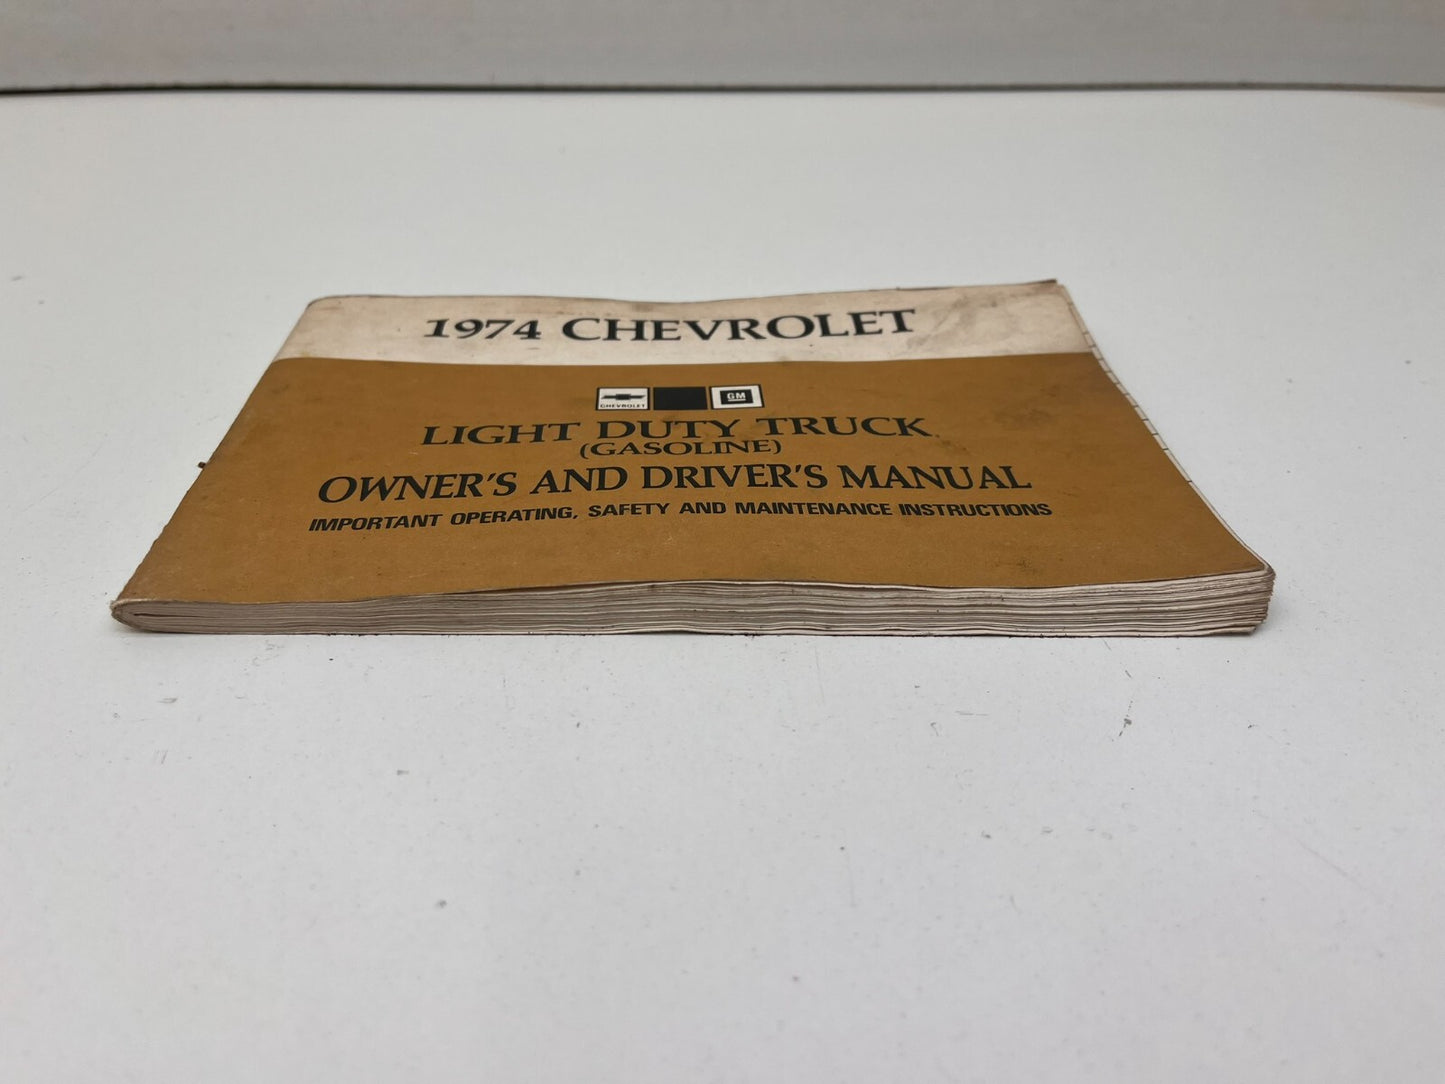 1974 CHEVROLET
CHEVROLET GM
LIGHT DUTY TRUCK
(GASOLINE)
OWNER'S AND DRIVER'S MANUAL
IMPORTANT OPERATING, SAFETY AND MAINTENANCE INSTRUCTIONS